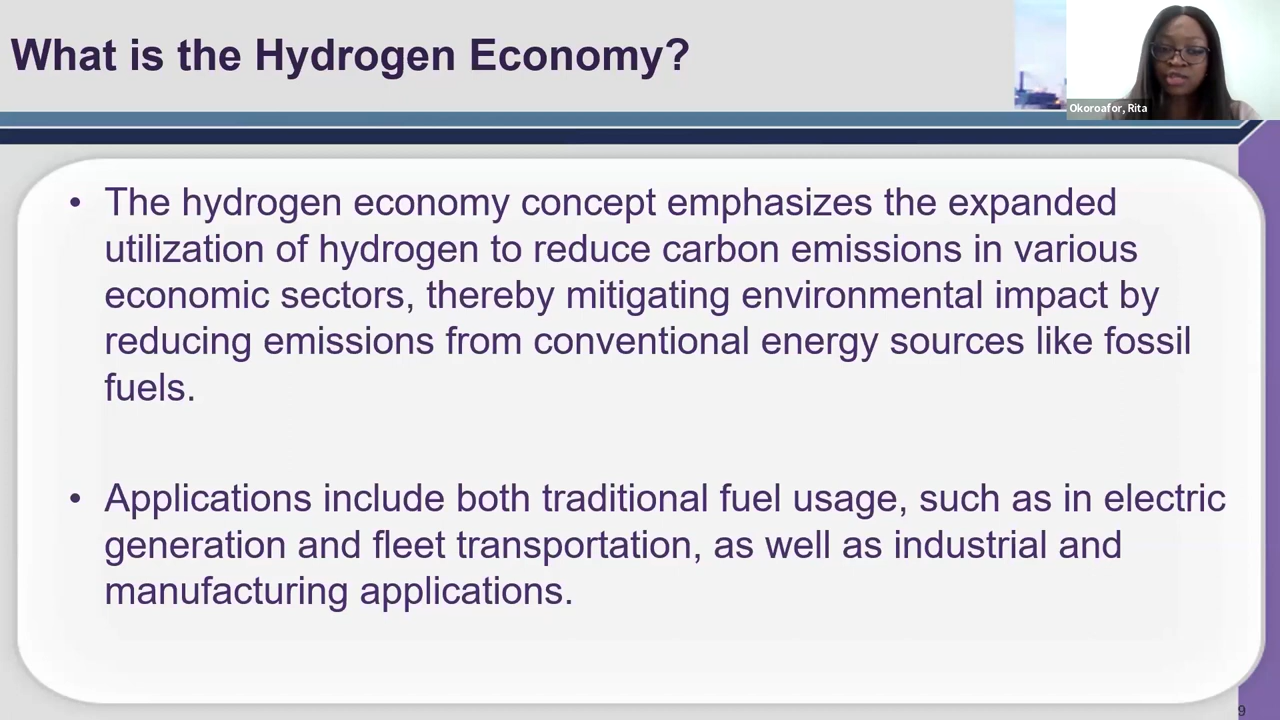 What is the Hydrogen Economy?
Okoroafor, Rita
• The hydrogen economy concept emphasizes the expanded
utilization of hydrogen to reduce carbon emissions in various
economic sectors, thereby mitigating environmental impact by
reducing emissions from conventional energy sources like fossil
fuels.
• Applications include both traditional fuel usage, such as in electric
generation and fleet transportation, as well as industrial and
manufacturing applications.
9